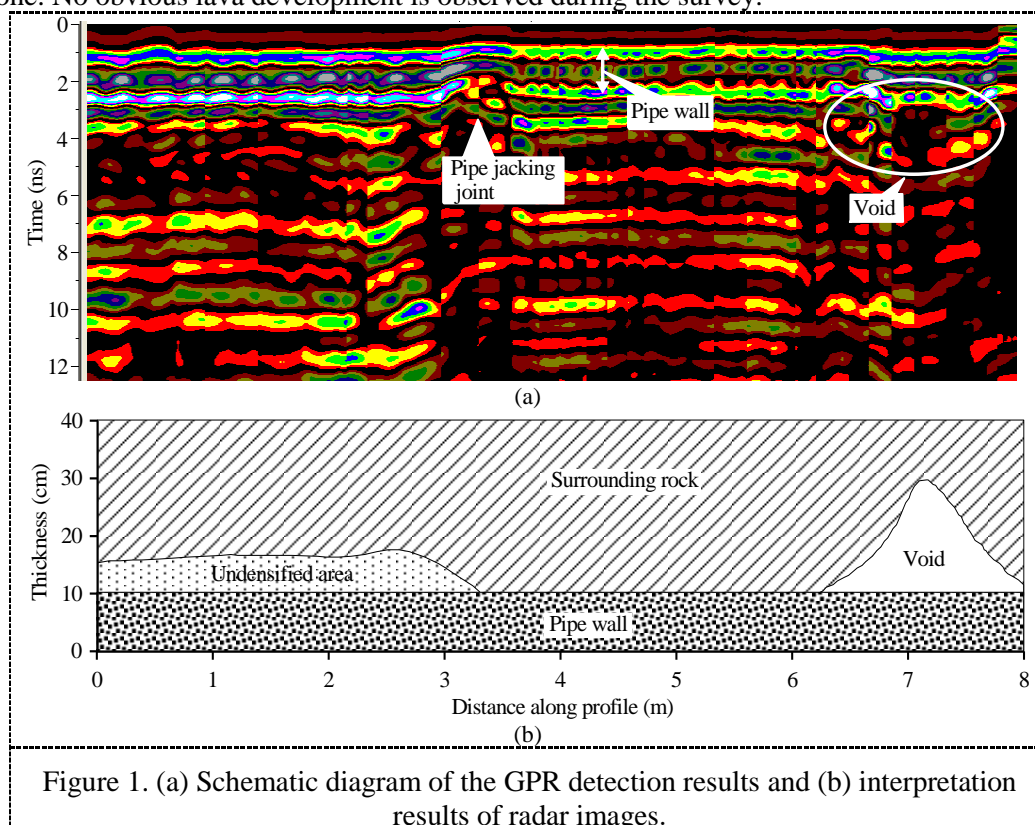 one. No obvious lava development is observed during the survey.
0
2
4
6
8
10
12
Time (ns)
Pipe wall
Pipe jacking
joint
Void
(a)
40
30
20
10
0
Thickness (cm)
Surrounding rock
Undensified area
Void
Pipe wall
0 1 2 3 4 5 6 7 8
Distance along profile (m)
(b)
Figure 1. (a) Schematic diagram of the GPR detection results and (b) interpretation
results of radar images.